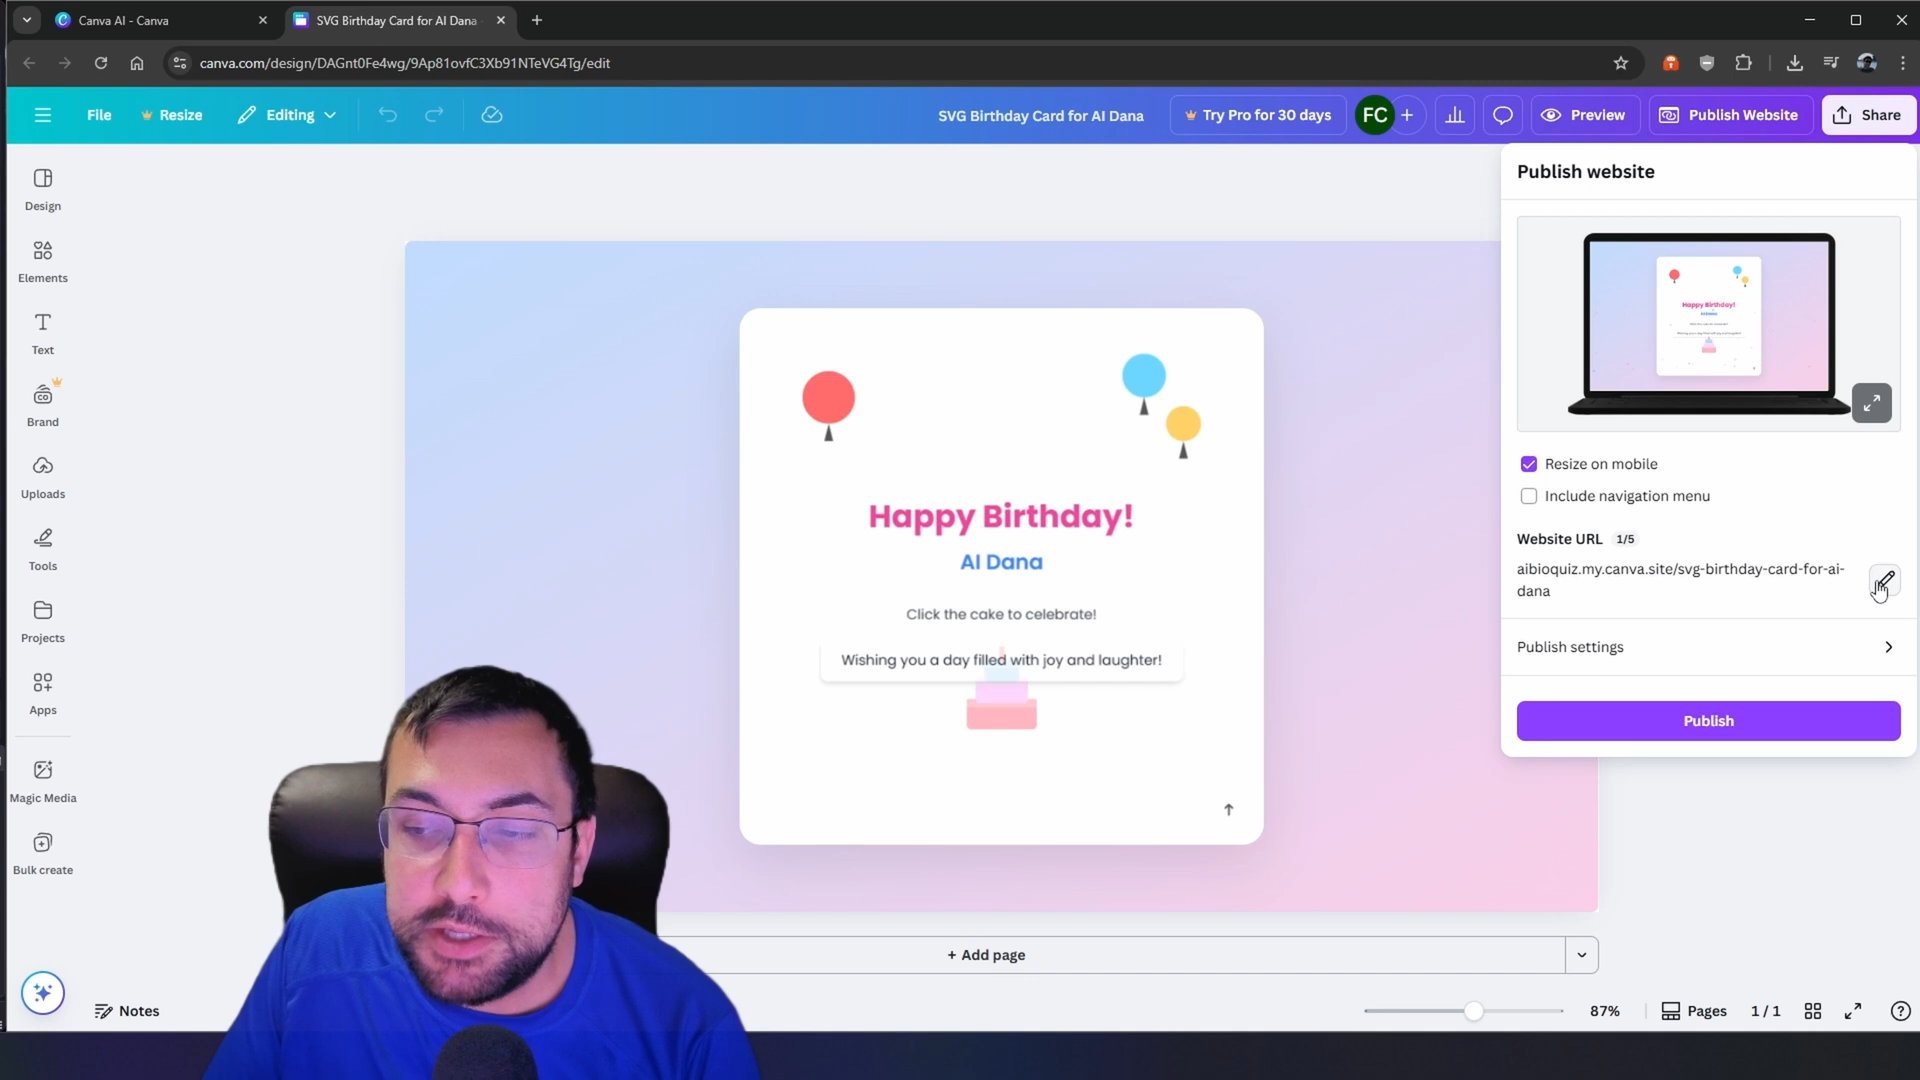 Canva AI - Canva
SVG Birthday Card for AI Dana
canva.com/design/DAGnt0Fe4wg/9Ap81ovfC3Xb91NTeVG4Tg/edit
File
Resize
Editing
SVG Birthday Card for AI Dana
Try Pro for 30 days
FC
Preview
Publish Website
Share
Design
Elements
Text
Brand
Uploads
Tools
Projects
Apps
Magic Media
Bulk create
Happy Birthday!
AI Dana
Click the cake to celebrate!
Wishing you a day filled with joy and laughter!
Publish website
Happy Birthday!
Resize on mobile
Include navigation menu
Website URL 1/5
aibioquiz.my.canva.site/svg-birthday-card-for-ai-
dana
Publish settings
Publish
+ Add page
Notes
87%
Pages
1 / 1